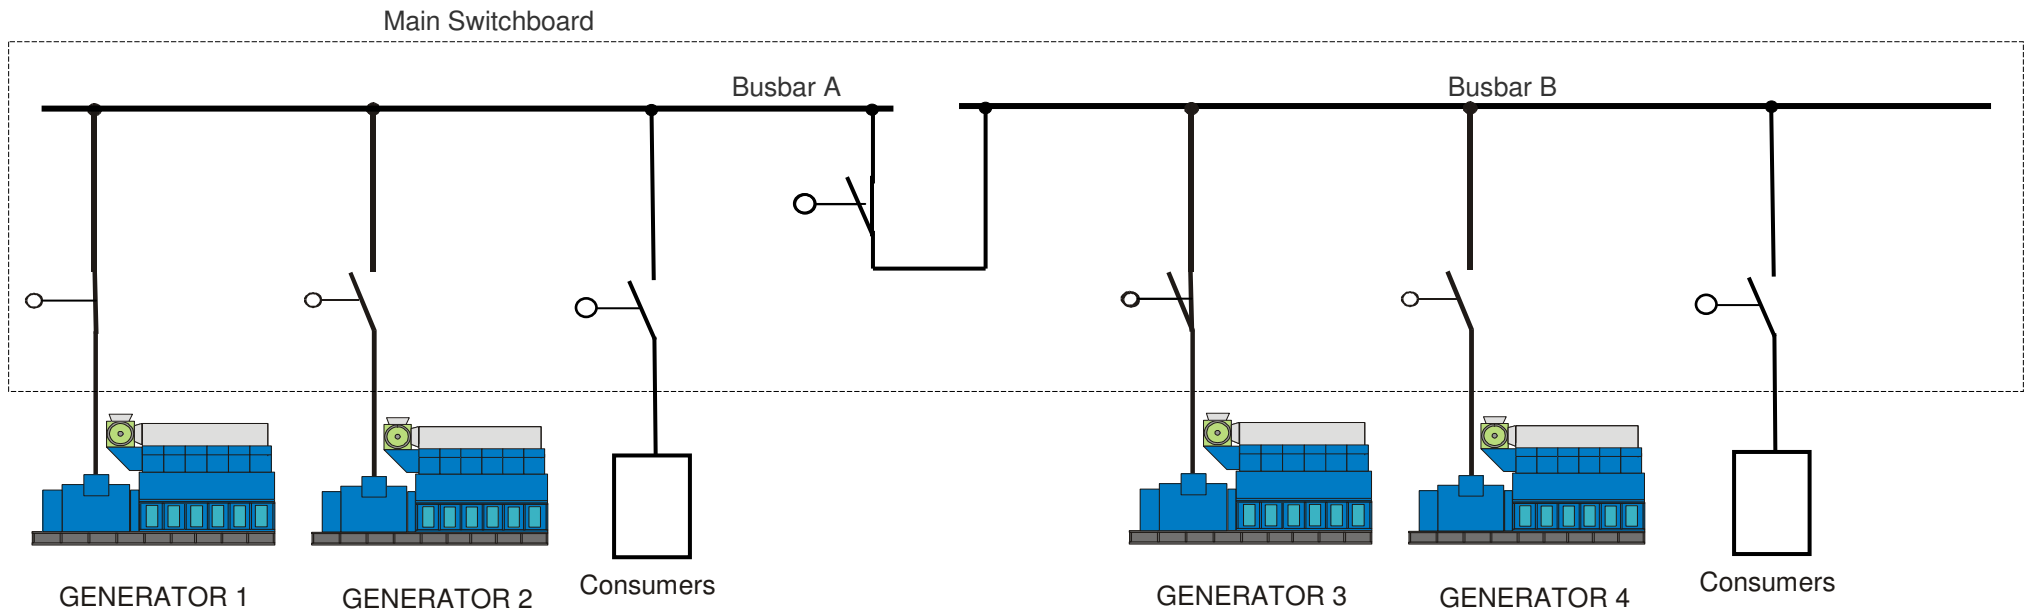 Main Switchboard
Busbar A
Busbar B
GENERATOR 1
GENERATOR 2
Consumers
GENERATOR 3
GENERATOR 4
Consumers